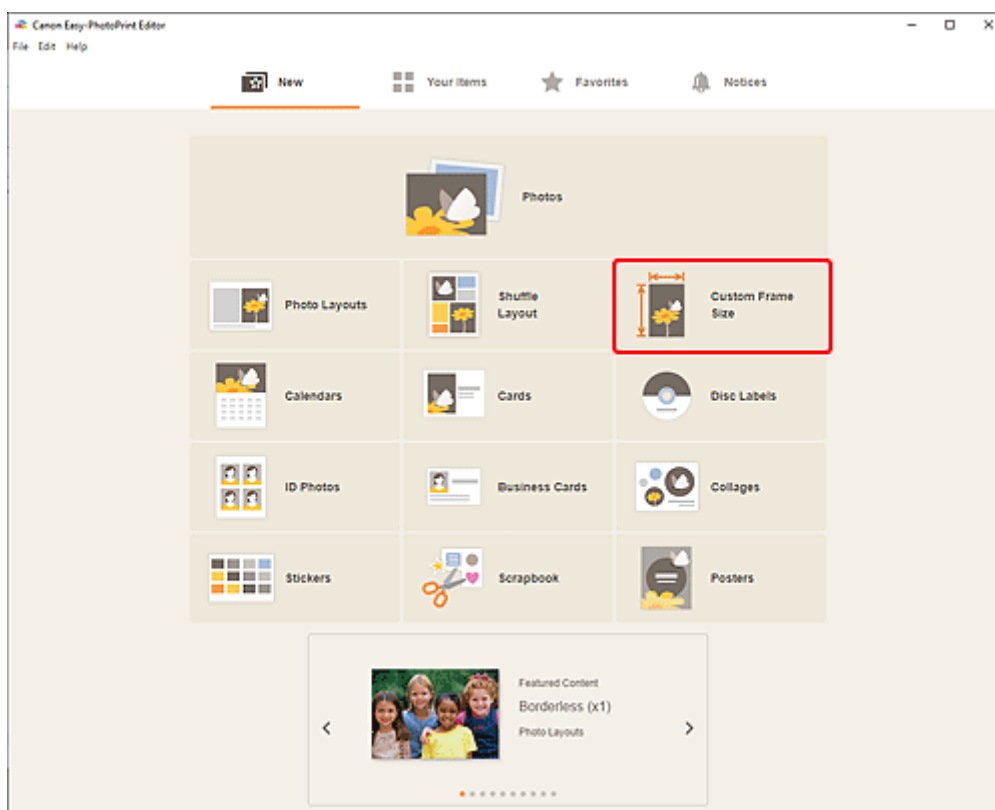 Canon Easy-PhotoPrint Editor
File Edit Help
New
Your Items
Favorites
Notices
Photos
Photo Layouts
Shuffle
Layout
Custom Frame
Size
Calendars
Cards
Disc Labels
ID Photos
Business Cards
Collages
Stickers
Scrapbook
Posters
Featured Content
Borderless (x1)
Photo Layouts